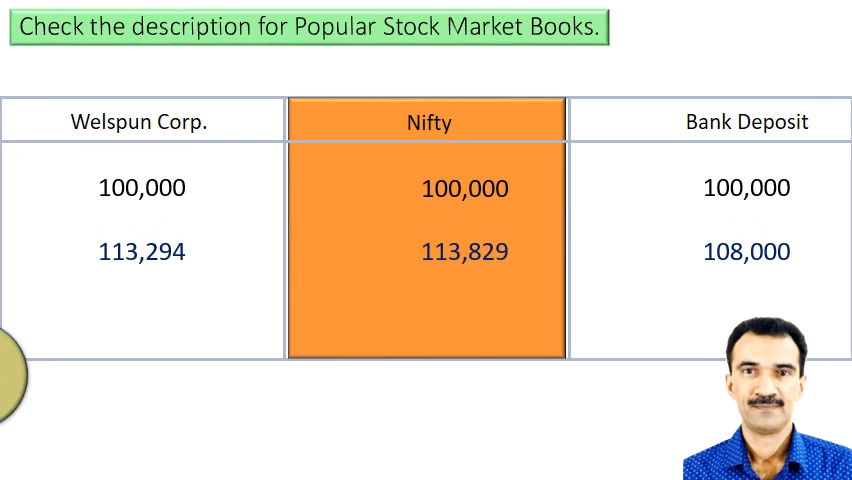 Check the description for Popular Stock Market Books.
Welspun Corp. Nifty Bank Deposit
100,000 100,000 100,000
113,294 113,829 108,000